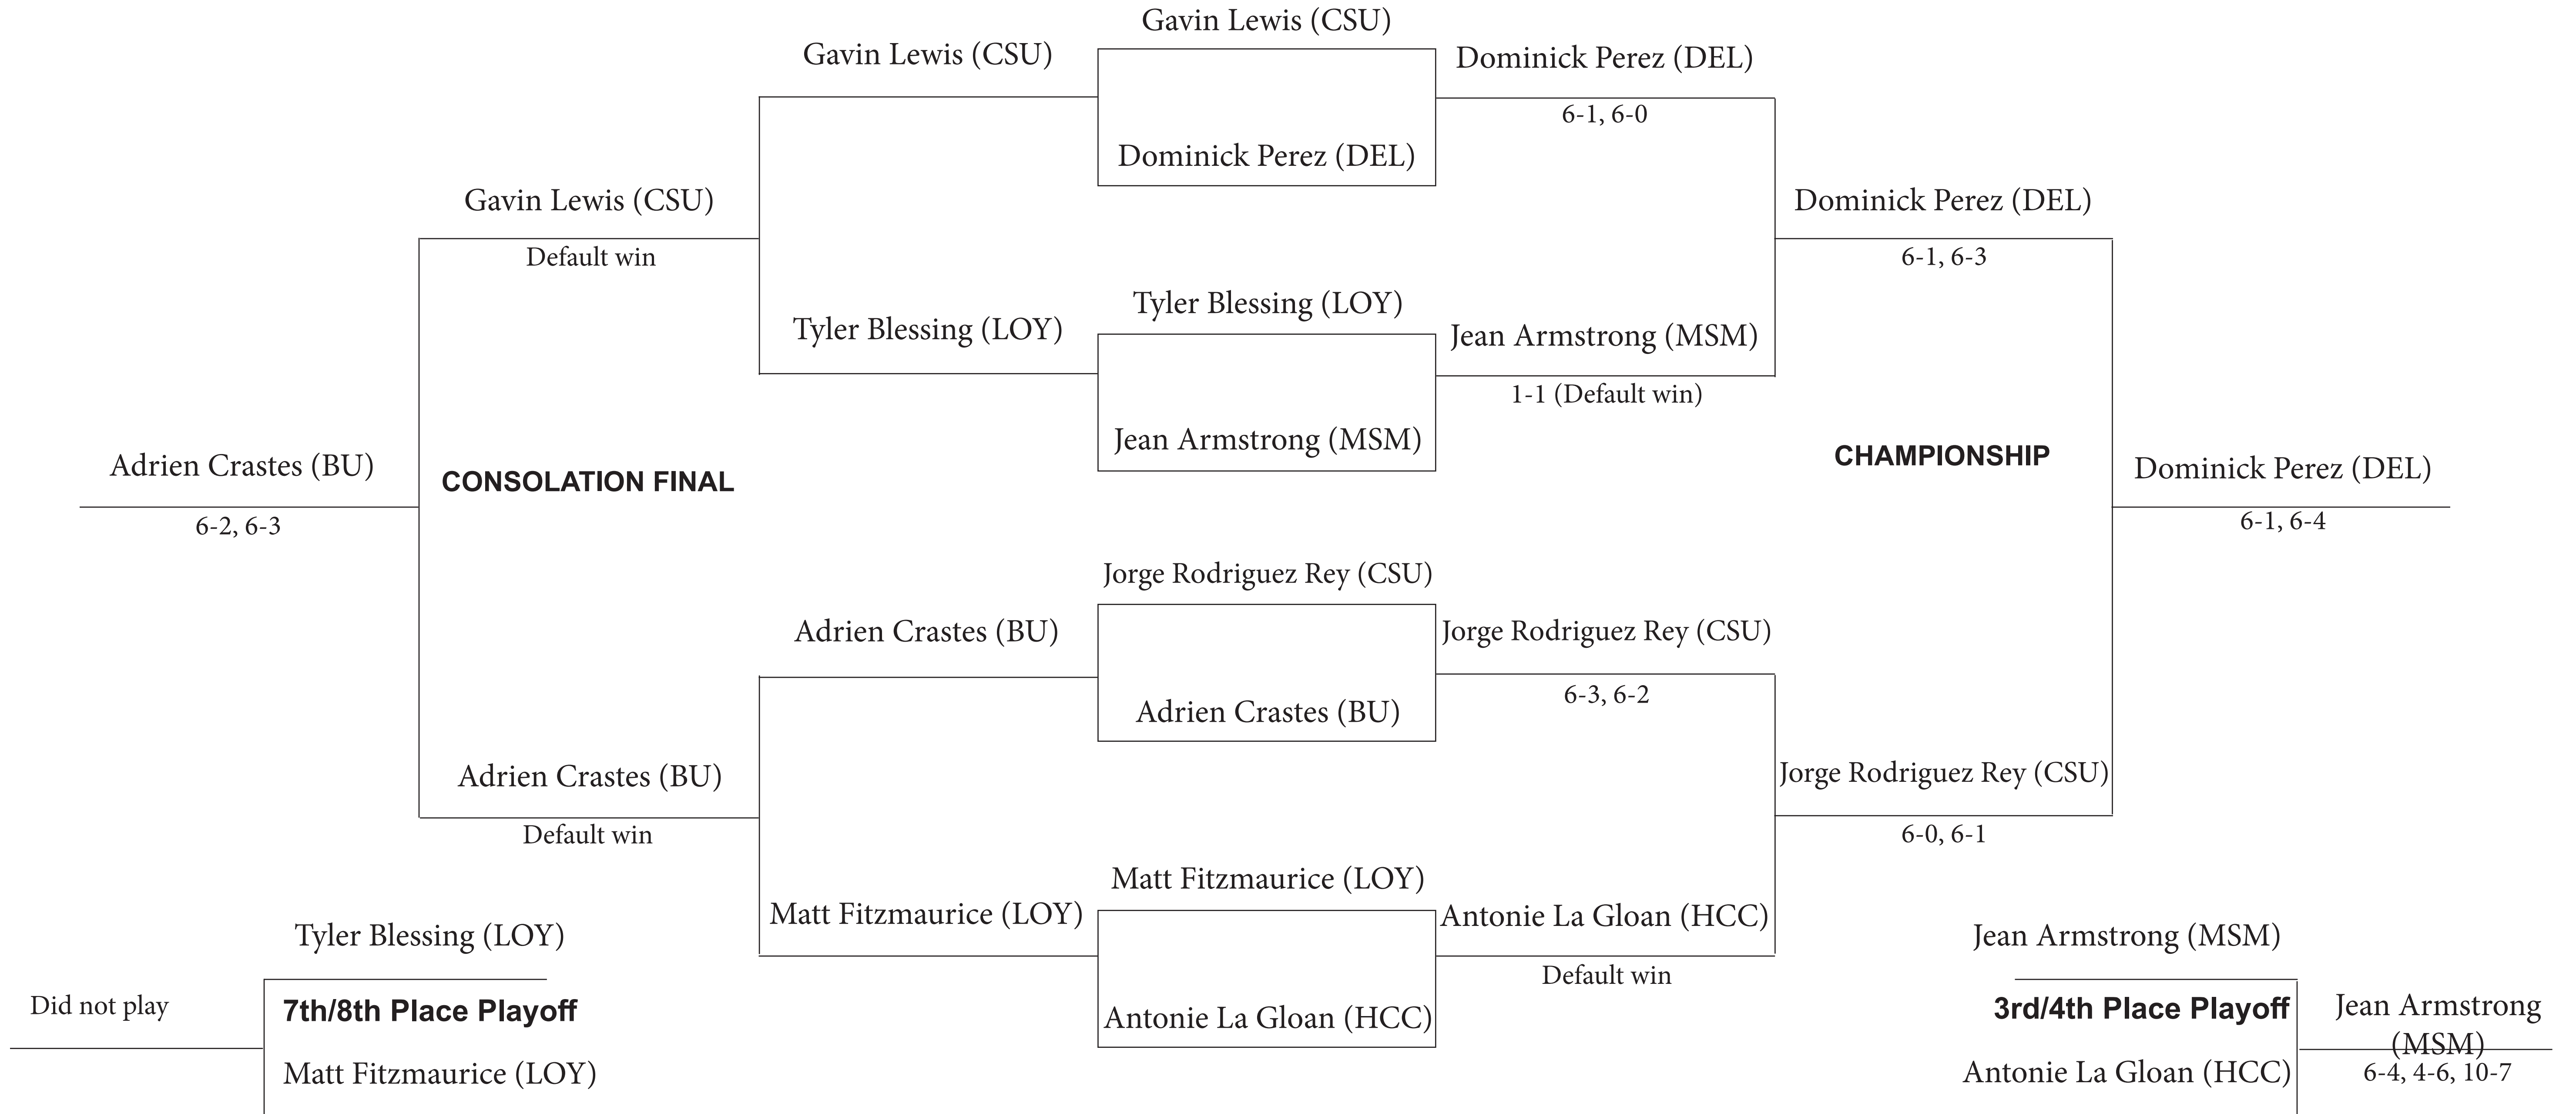 Gavin Lewis (CSU)
Gavin Lewis (CSU)
Dominick Perez (DEL)
6-1, 6-0
Dominick Perez (DEL)
Gavin Lewis (CSU)
Default win
Dominick Perez (DEL)
6-1, 6-3
Tyler Blessing (LOY)
Tyler Blessing (LOY)
Jean Armstrong (MSM)
1-1 (Default win)
Jean Armstrong (MSM)
CHAMPIONSHIP
Adrien Crastes (BU)
6-2, 6-3
CONSOLATION FINAL
Dominick Perez (DEL)
6-1, 6-4
Jorge Rodriguez Rey (CSU)
Adrien Crastes (BU)
Jorge Rodriguez Rey (CSU)
6-3, 6-2
Adrien Crastes (BU)
Adrien Crastes (BU)
Default win
Jorge Rodriguez Rey (CSU)
6-0, 6-1
Matt Fitzmaurice (LOY)
Matt Fitzmaurice (LOY)
Antonie La Gloan (HCC)
Default win
Antonie La Gloan (HCC)
Tyler Blessing (LOY)
Did not play
7th/8th Place Playoff
Matt Fitzmaurice (LOY)
Jean Armstrong (MSM)
3rd/4th Place Playoff
Antonie La Gloan (HCC)
Jean Armstrong
(MSM)
6-4, 4-6, 10-7